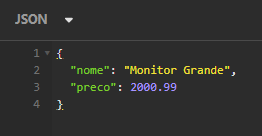 JSON
1 {
2 "nome": "Monitor Grande",
3 "preco": 2000.99
4 }